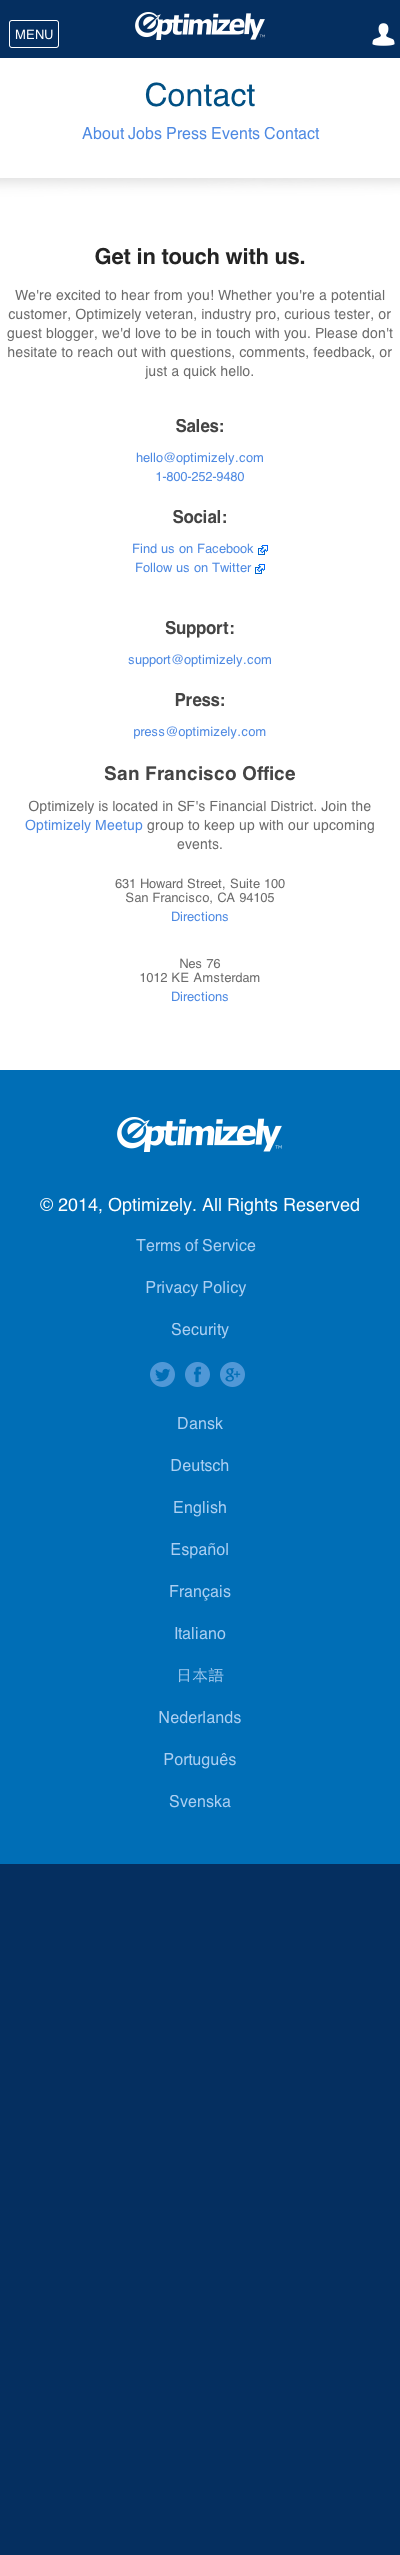 MENU
Optimizely
Contact
About Jobs Press Events Contact
Get in touch with us.
We're excited to hear from you! Whether you're a potential
customer, Optimizely veteran, industry pro, curious tester, or
guest blogger, we'd love to be in touch with you. Please don't
hesitate to reach out with questions, comments, feedback, or
just a quick hello.
Sales:
hello@optimizely.com
1-800-252-9480
Social:
Find us on Facebook
Follow us on Twitter
Support:
support@optimizely.com
Press:
press@optimizely.com
San Francisco Office
Optimizely is located in SF's Financial District. Join the
Optimizely Meetup group to keep up with our upcoming
events.
631 Howard Street, Suite 100
San Francisco, CA 94105
Directions
Nes 76
1012 KE Amsterdam
Directions
Optimizely
© 2014, Optimizely. All Rights Reserved
Terms of Service
Privacy Policy
Security
Dansk
Deutsch
English
Español
Français
Italiano
日本語
Nederlands
Português
Svenska